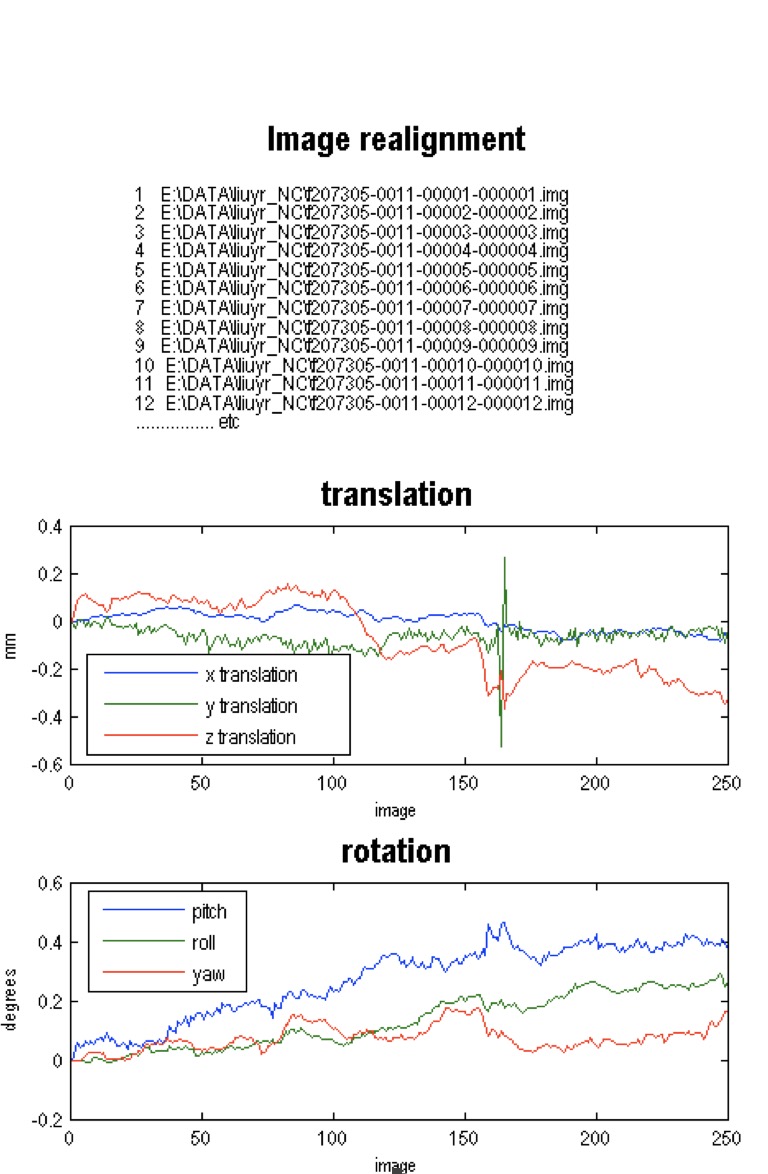 Image realignment
1 E:\DATA\liuyr_NC\f207305-0011-00001-000001.img
2 E:\DATA\liuyr_NC\f207305-0011-00002-000002.img
3 E:\DATA\liuyr_NC\f207305-0011-00003-000003.img
4 E:\DATA\liuyr_NC\f207305-0011-00004-000004.img
5 E:\DATA\liuyr_NC\f207305-0011-00005-000005.img
6 E:\DATA\liuyr_NC\f207305-0011-00006-000006.img
7 E:\DATA\liuyr_NC\f207305-0011-00007-000007.img
8 E:\DATA\liuyr_NC\f207305-0011-00008-000008.img
9 E:\DATA\liuyr_NC\f207305-0011-00009-000009.img
10 E:\DATA\liuyr_NC\f207305-0011-00010-000010.img
11 E:\DATA\liuyr_NC\f207305-0011-00011-000011.img
12 E:\DATA\liuyr_NC\f207305-0011-00012-000012.img
................ etc
translation
0.4
0.2
0
-0.2
-0.4
-0.6
mm
x translation
y translation
z translation
0 50 100 150 200 250
image
rotation
0.6
0.4
0.2
0
-0.2
degrees
pitch
roll
yaw
0 50 100 150 200 250
image